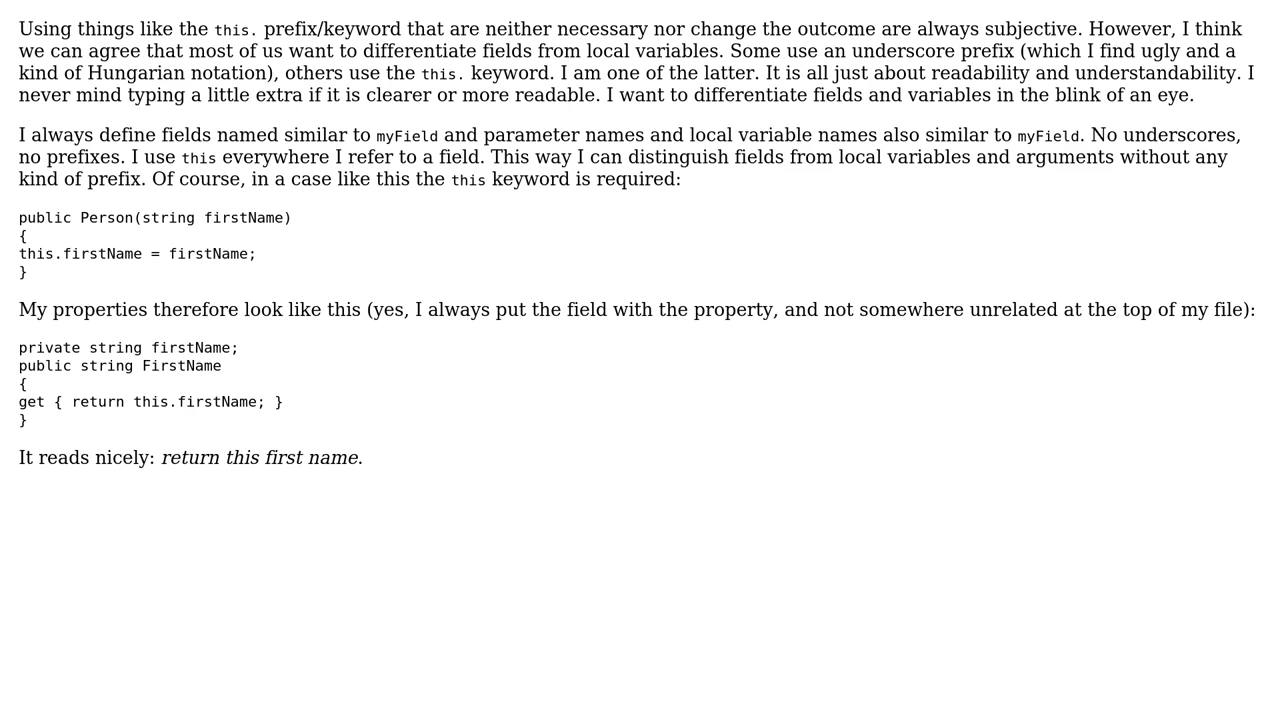 Using things like the this. prefix/keyword that are neither necessary nor change the outcome are always subjective. However, I think
we can agree that most of us want to differentiate fields from local variables. Some use an underscore prefix (which I find ugly and a
kind of Hungarian notation), others use the this. keyword. I am one of the latter. It is all just about readability and understandability. I
never mind typing a little extra if it is clearer or more readable. I want to differentiate fields and variables in the blink of an eye.
I always define fields named similar to myField and parameter names and local variable names also similar to myField. No underscores,
no prefixes. I use this everywhere I refer to a field. This way I can distinguish fields from local variables and arguments without any
kind of prefix. Of course, in a case like this the this keyword is required:
public Person(string firstName)
{
this.firstName = firstName;
}
My properties therefore look like this (yes, I always put the field with the property, and not somewhere unrelated at the top of my file):
private string firstName;
public string FirstName
{
get { return this.firstName; }
}
It reads nicely: return this first name.